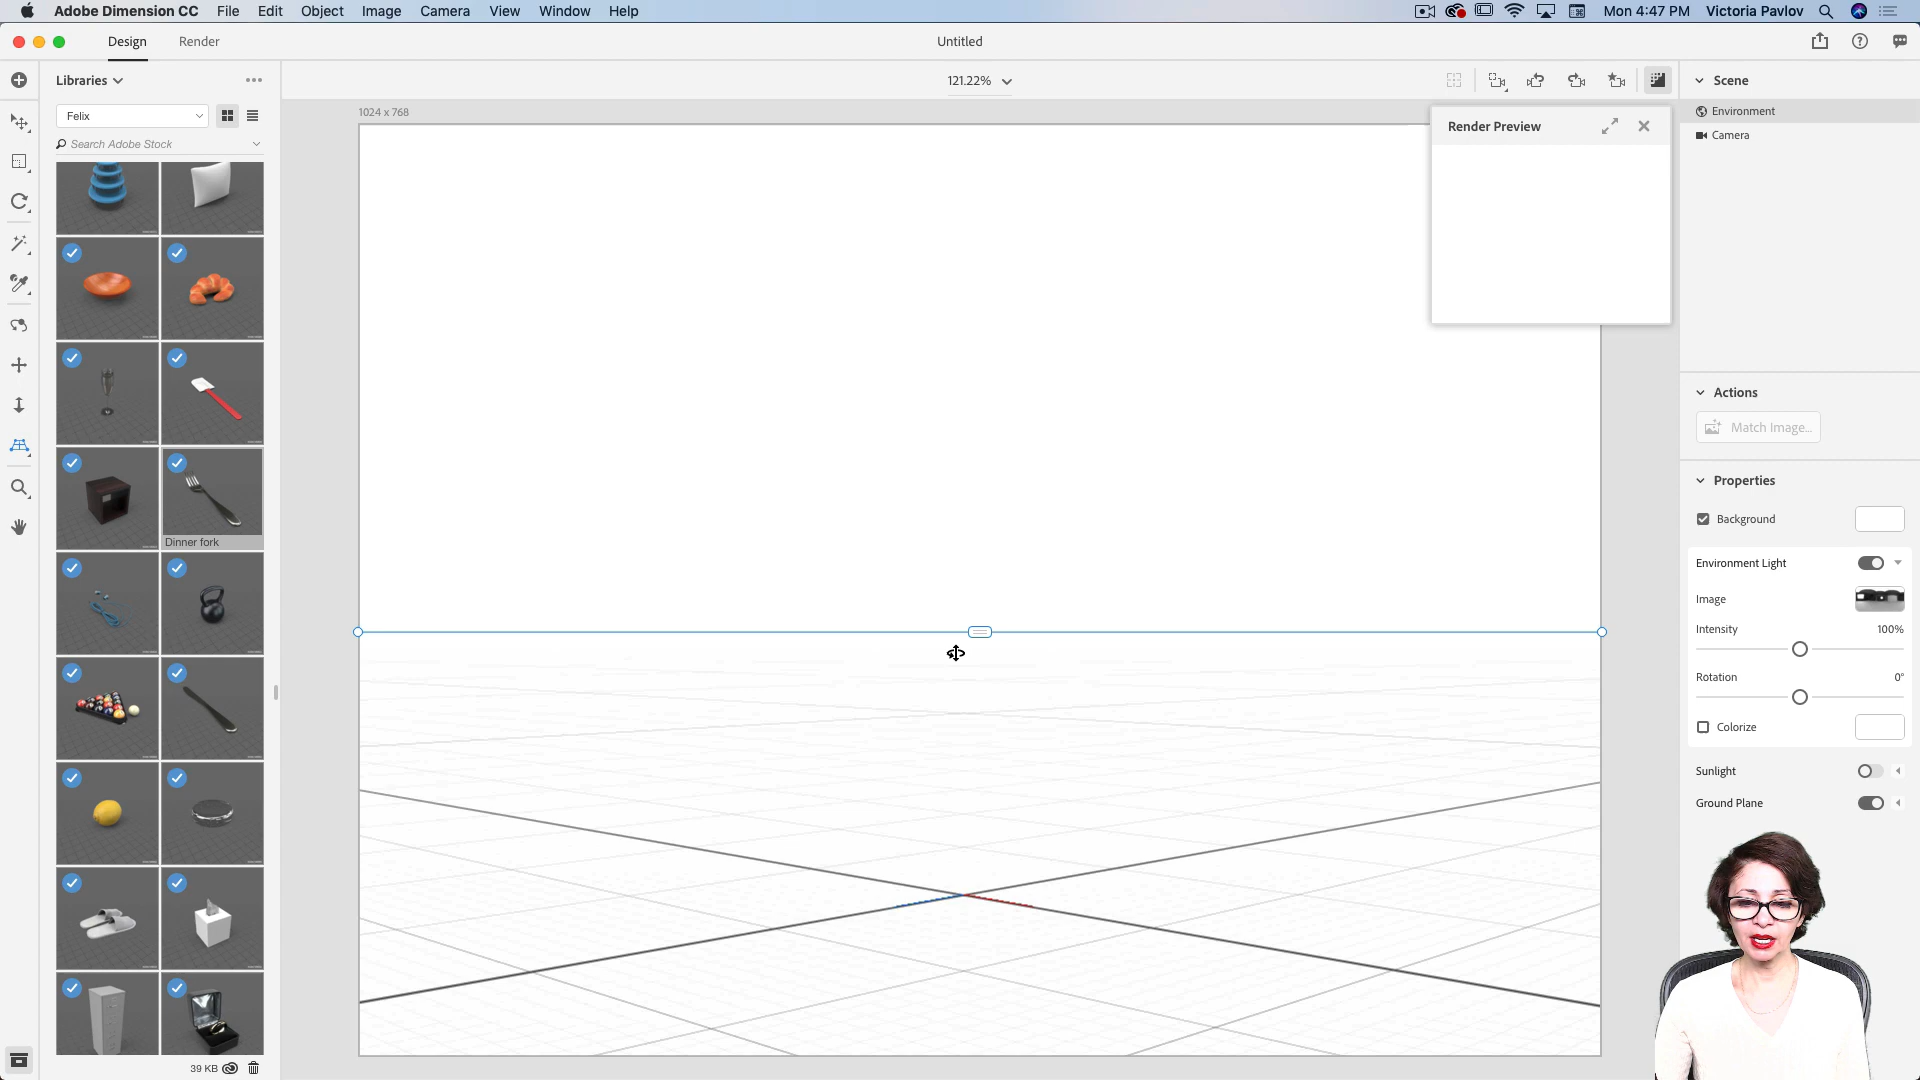 Adobe Dimension CC File Edit Object Image Camera View Window Help Mon 4:47 PM Victoria Pavlov
Design Render Untitled
Libraries 121.22% Scene
Felix
1024 x 768
Environment
Render Preview
Camera
Search Adobe Stock
Actions
Match Image...
Properties
Background
Dinner fork
Environment Light
Image
Intensity 100%
Rotation 0°
Colorize
Sunlight
Ground Plane
39 KB